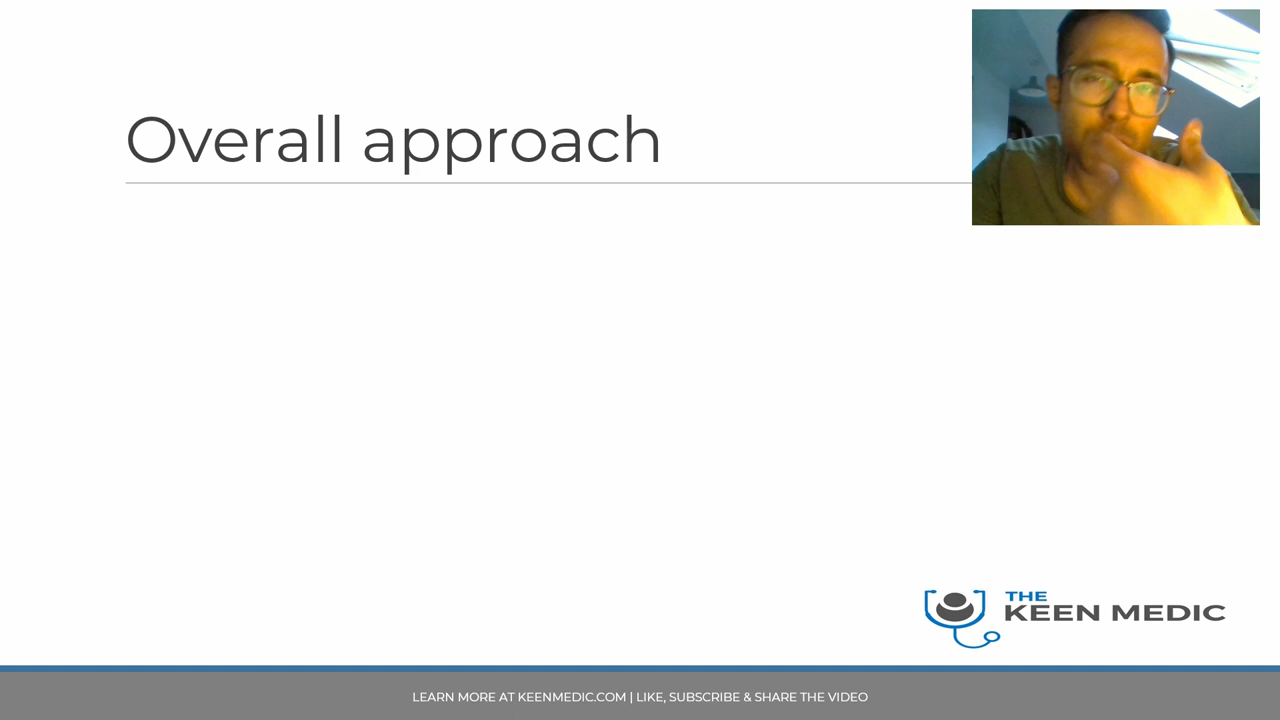 Overall approach
THE
KEEN MEDIC
LEARN MORE AT KEENMEDIC.COM | LIKE, SUBSCRIBE & SHARE THE VIDEO